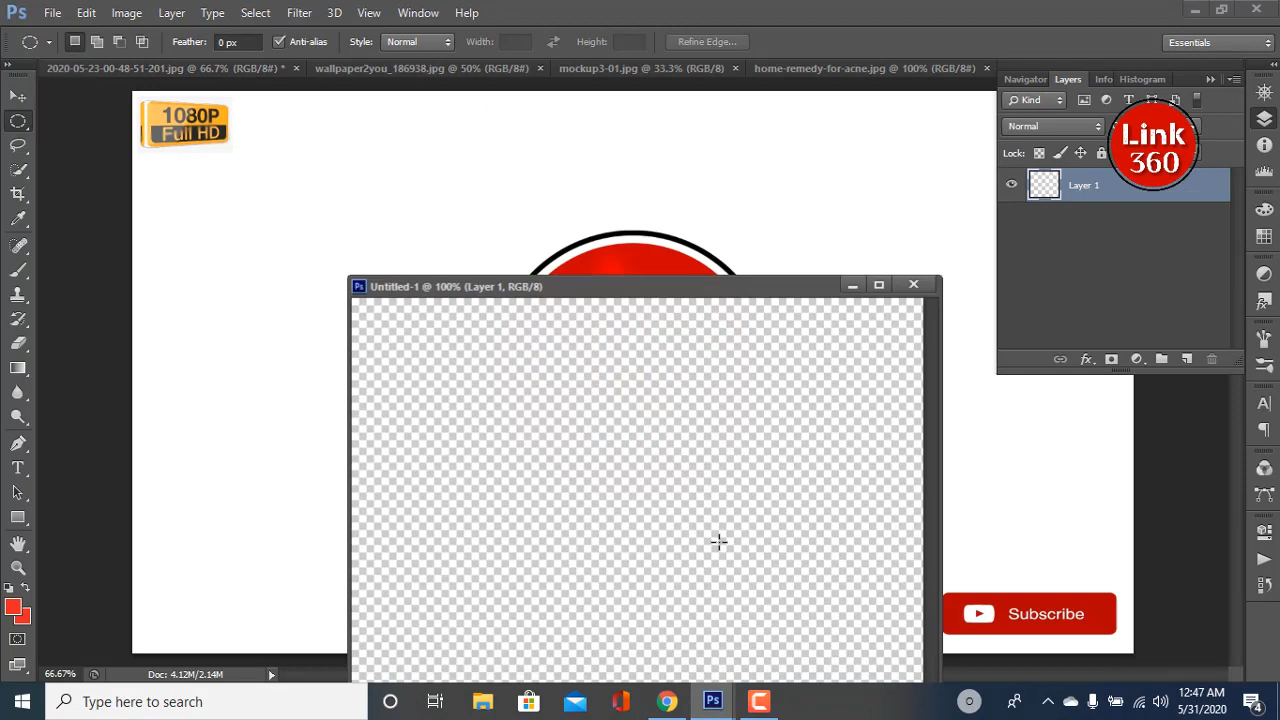 Ps File Edit Image Layer Type Select Filter 3D View Window Help
Feather: 0 px Anti-alias Style: Normal Width: Height: Refine Edge... Essentials
2020-05-23-00-48-51-201.jpg @ 66.7% (RGB/8#) * × wallpaper2you_186938.jpg @ 50% (RGB/8#) × mockup3-01.jpg @ 33.3% (RGB/8) × home-remedy-for-acne.jpg @ 100% (RGB/8#) ×
Navigator Layers Info Histogram
Kind
Normal
Lock:
Layer 1
Link
360
1080P
Full HD
Ps Untitled-1 @ 100% (Layer 1, RGB/8)
Subscribe
66.67% Doc: 4.12M/2.14M
Type here to search
Ps
12:47 AM
5/31/2020
4